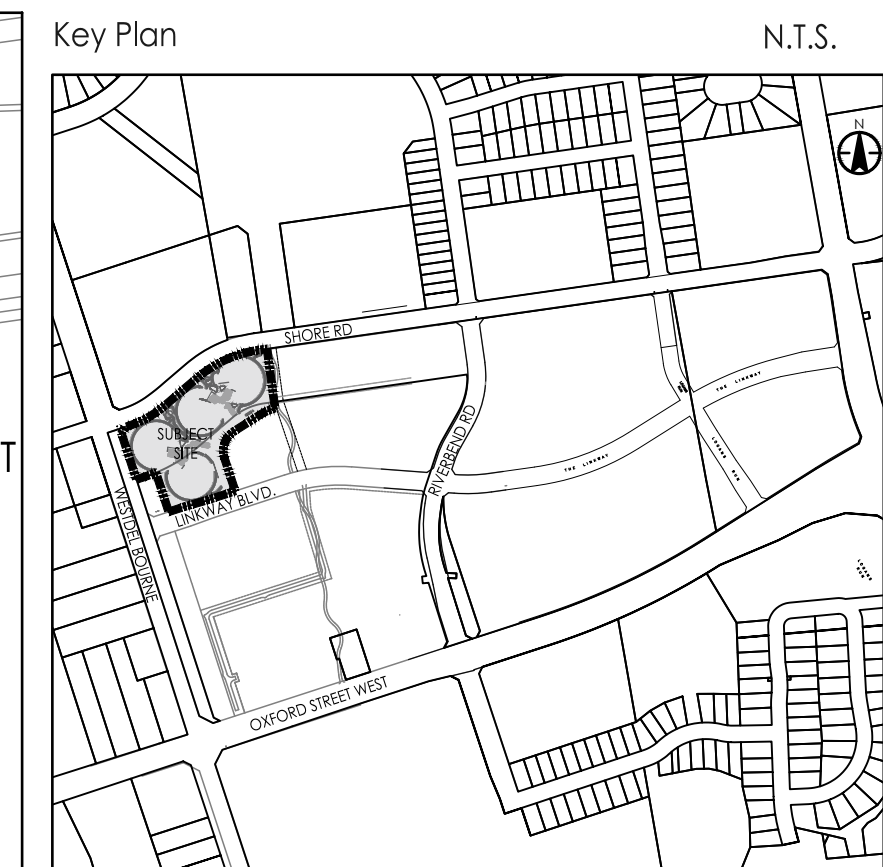 Key Plan
N.T.S.
N
SHORE RD
THE LINKWAY
SUBJECT
SITE
T
RIVERBEND RD
THE LINKWAY
LINKWAY BLVD.
WESTDEL BOURNE
OXFORD STREET WEST